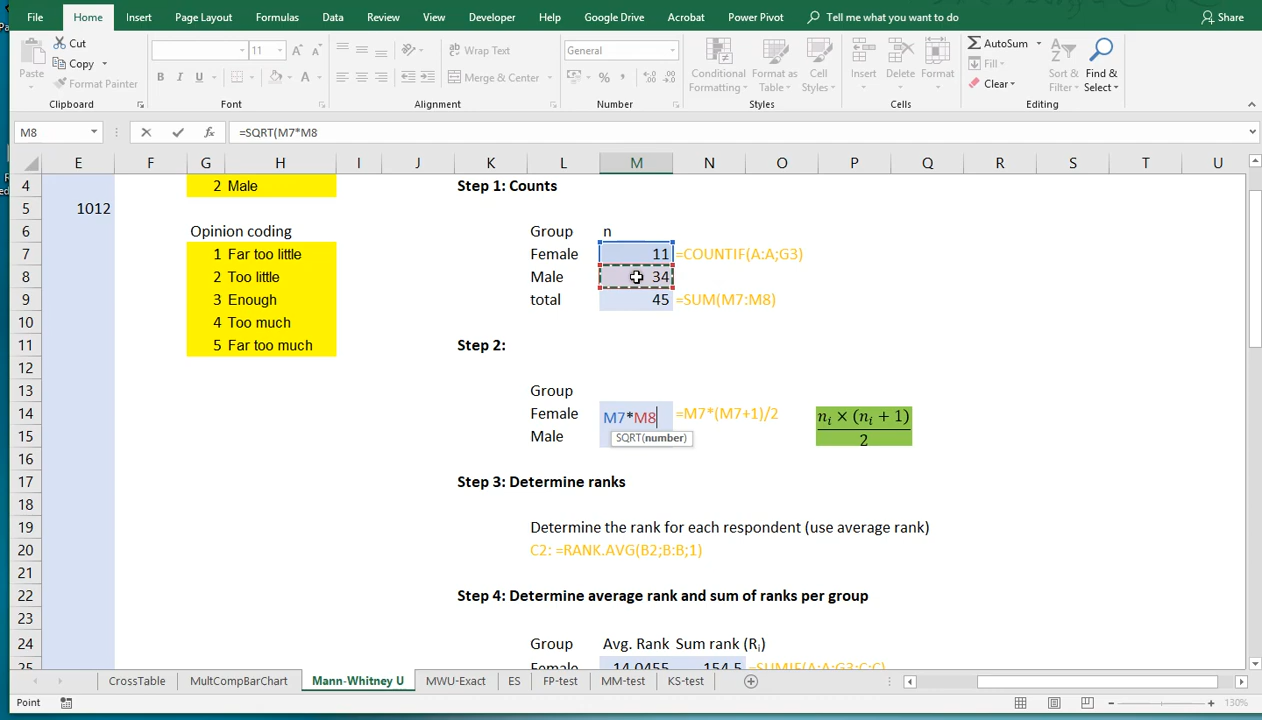 File Home Insert Page Layout Formulas Data Review View Developer Help Google Drive Acrobat Power Pivot Tell me what you want to do Share
Paste Cut Copy Format Painter
11 A A
B I U A
Wrap Text
Merge & Center
General
%
Conditional Formatting Format as Table Cell Styles
Insert Delete Format
AutoSum Fill Clear
Sort & Filter Find & Select
Clipboard Font Alignment Number Styles Cells Editing
M8 fx =SQRT(M7*M8
E F G H I J K L M N O P Q R S T U
4 2 Male Step 1: Counts
5 1012
6 Opinion coding Group n
7 1 Far too little Female 11 =COUNTIF(A:A;G3)
8 2 Too little Male 34
9 3 Enough total 45 =SUM(M7:M8)
10 4 Too much
11 5 Far too much Step 2:
12
13 Group
14 Female M7*M8 =M7*(M7+1)/2 nᵢ × (nᵢ + 1)
15 Male SQRT(number) 2
16
17 Step 3: Determine ranks
18
19 Determine the rank for each respondent (use average rank)
20 C2: =RANK.AVG(B2;B:B;1)
21
22 Step 4: Determine average rank and sum of ranks per group
23
24 Group Avg. Rank Sum rank (Rᵢ)
25 Female 14.0455 154.5 =SUMIF(A:A;G3;C:C)
CrossTable MultCompBarChart Mann-Whitney U MWU-Exact ES FP-test MM-test KS-test
Point 130%